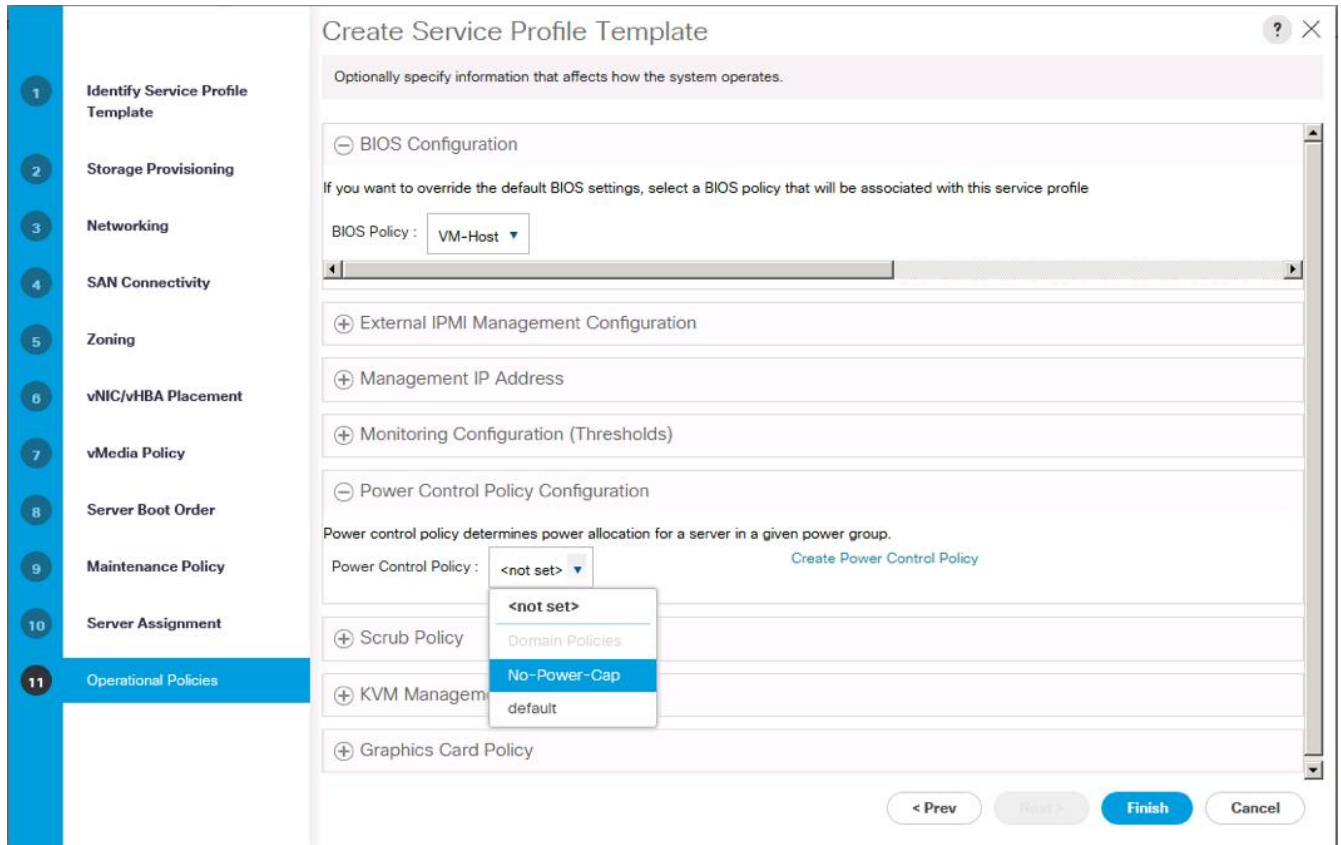 Create Service Profile Template
?
Optionally specify information that affects how the system operates.
1
Identify Service Profile
Template
2
Storage Provisioning
3
Networking
4
SAN Connectivity
5
Zoning
6
vNIC/vHBA Placement
7
vMedia Policy
8
Server Boot Order
9
Maintenance Policy
10
Server Assignment
11
Operational Policies
BIOS Configuration
If you want to override the default BIOS settings, select a BIOS policy that will be associated with this service profile
BIOS Policy : VM-Host
External IPMI Management Configuration
Management IP Address
Monitoring Configuration (Thresholds)
Power Control Policy Configuration
Power control policy determines power allocation for a server in a given power group.
Power Control Policy : <not set> Create Power Control Policy
<not set>
Domain Policies
No-Power-Cap
default
Scrub Policy
KVM Managem
Graphics Card Policy
< Prev Next > Finish Cancel